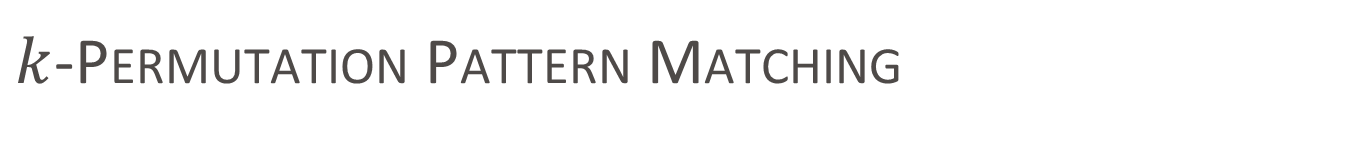 k-PERMUTATION PATTERN MATCHING